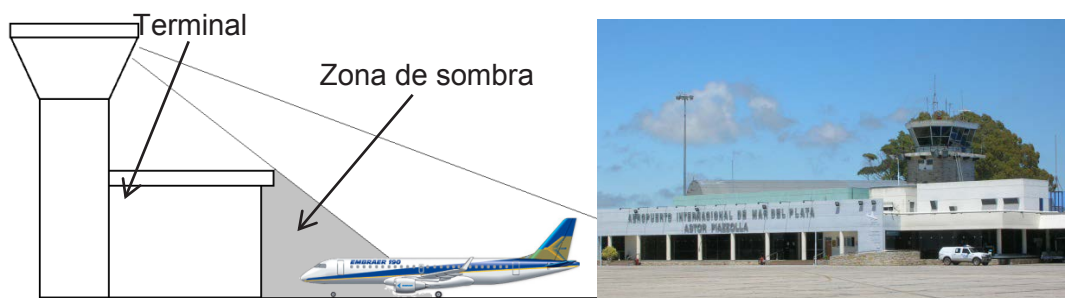 Terminal
Zona de sombra
EMBRAER 190
AEROPUERTO INTERNACIONAL DE MAR DEL PLATA
ASTOR PIAZZOLLA